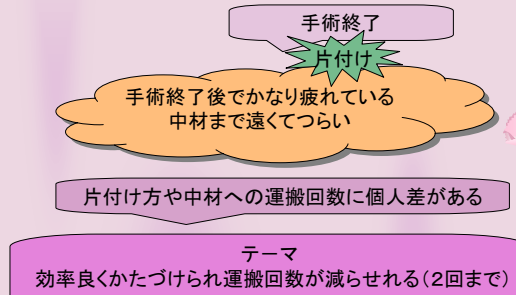 手術終了
片付け
手術終了後でかなり疲れている
中材まで遠くてつらい
片付け方や中材への運搬回数に個人差がある
テーマ
効率良くかたづけられ運搬回数が減らせれる(2回まで)